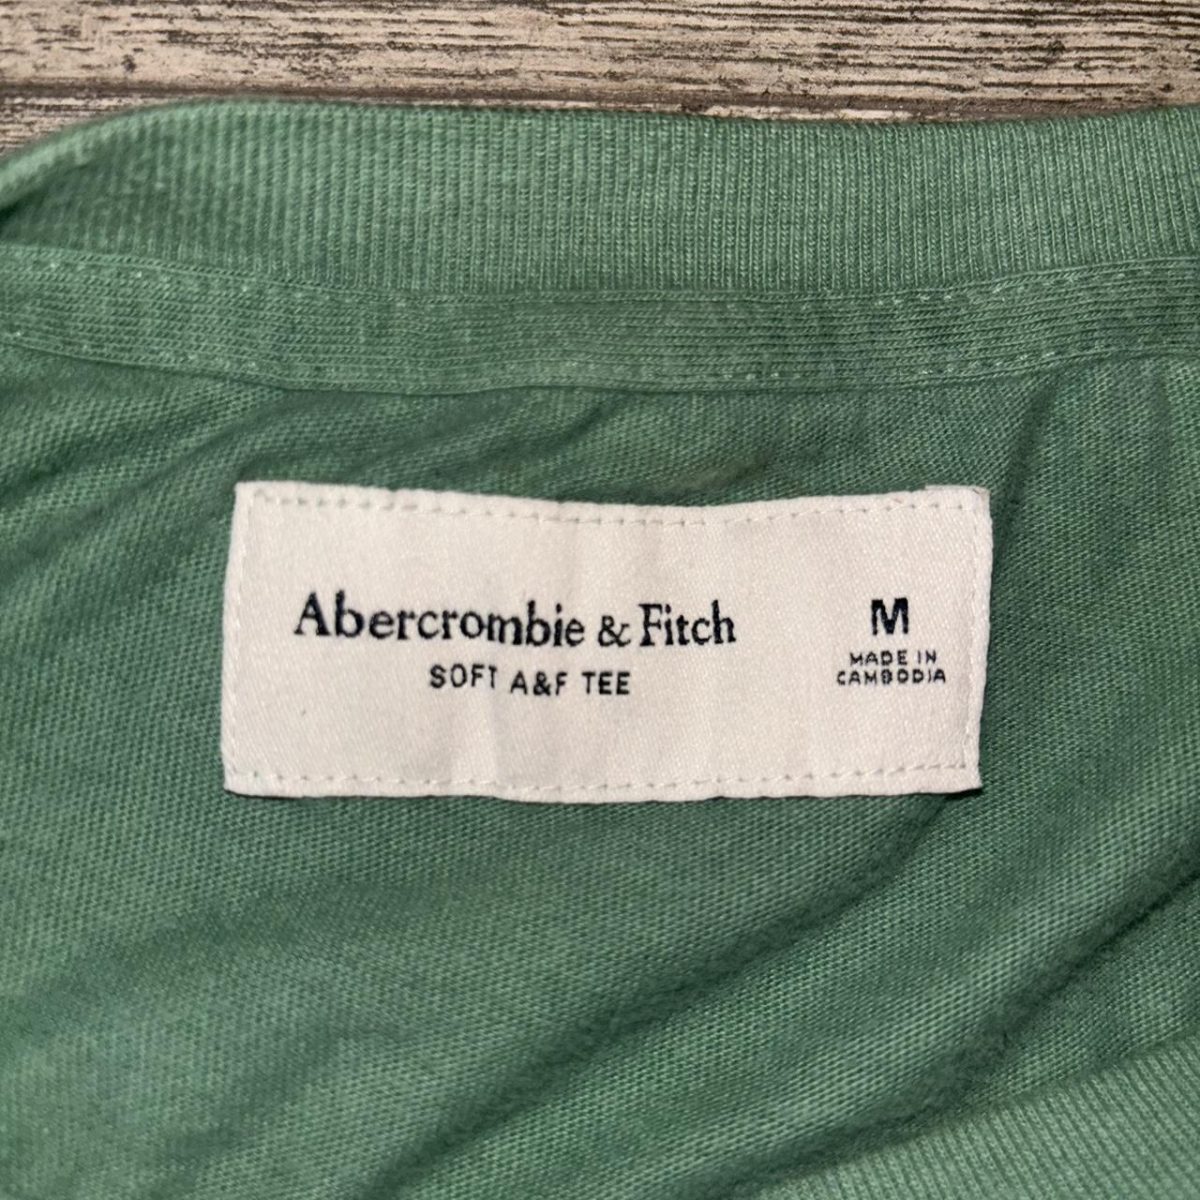 Abercrombie & Fitch
SOFT A&F TEE
M
MADE IN
CAMBODIA